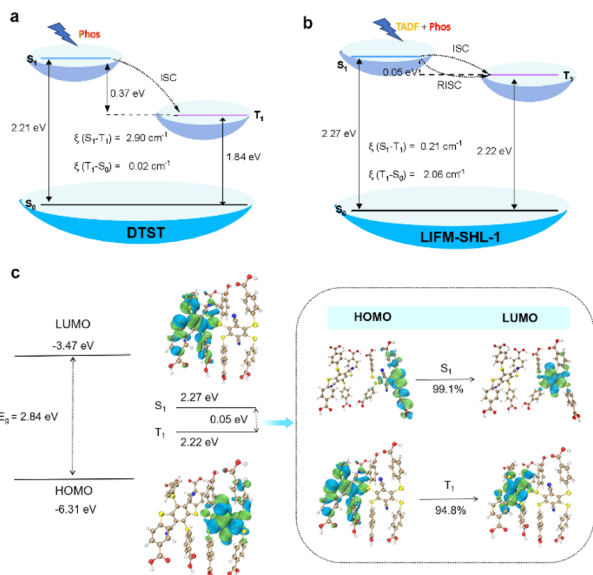 a
Phos
S1
ISC
0.37 eV
T1
2.21 eV
ξ (S1-T1) = 2.90 cm-1
ξ (T1-S0) = 0.02 cm-1
1.84 eV
S0
DTST
b
TADF + Phos
S1
ISC
0.05 eV
RISC
T1
2.27 eV
2.22 eV
ξ (S1-T1) = 0.21 cm-1
ξ (T1-S0) = 2.06 cm-1
S0
LIFM-SHL-1
c
LUMO
-3.47 eV
Eg = 2.84 eV
HOMO
-6.31 eV
2.27 eV
S1
0.05 eV
T1
2.22 eV
HOMO
LUMO
S1
99.1%
T1
94.8%